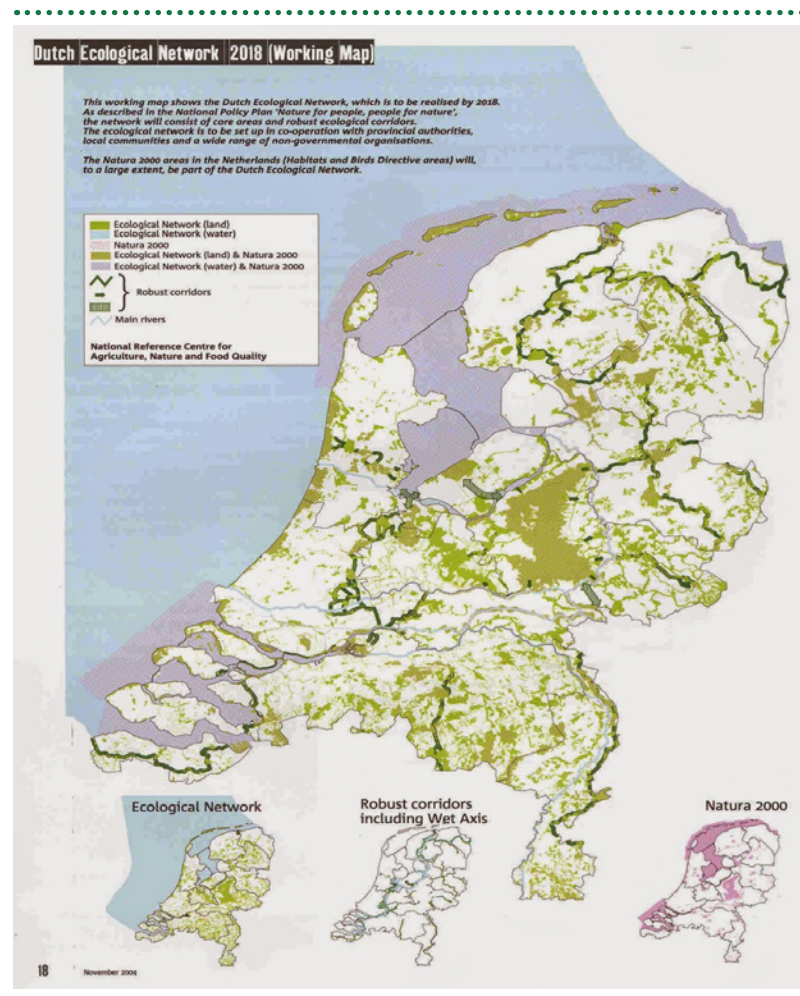 Dutch Ecological Network 2018 (Working Map)
This working map shows the Dutch Ecological Network, which is to be realised by 2018.
As described in the National Policy Plan 'Nature for people, people for nature',
the network will consist of core areas and robust ecological corridors.
The ecological network is to be set up in co-operation with provincial authorities,
local communities and a wide range of non-governmental organisations.
The Natura 2000 areas in the Netherlands (Habitats and Birds Directive areas) will,
to a large extent, be part of the Dutch Ecological Network.
Ecological Network (land)
Ecological Network (water)
Natura 2000
Ecological Network (land) & Natura 2000
Ecological Network (water) & Natura 2000
Robust corridors
Main rivers
National Reference Centre for
Agriculture, Nature and Food Quality
Ecological Network
Robust corridors
including Wet Axis
Natura 2000
18
November 2004